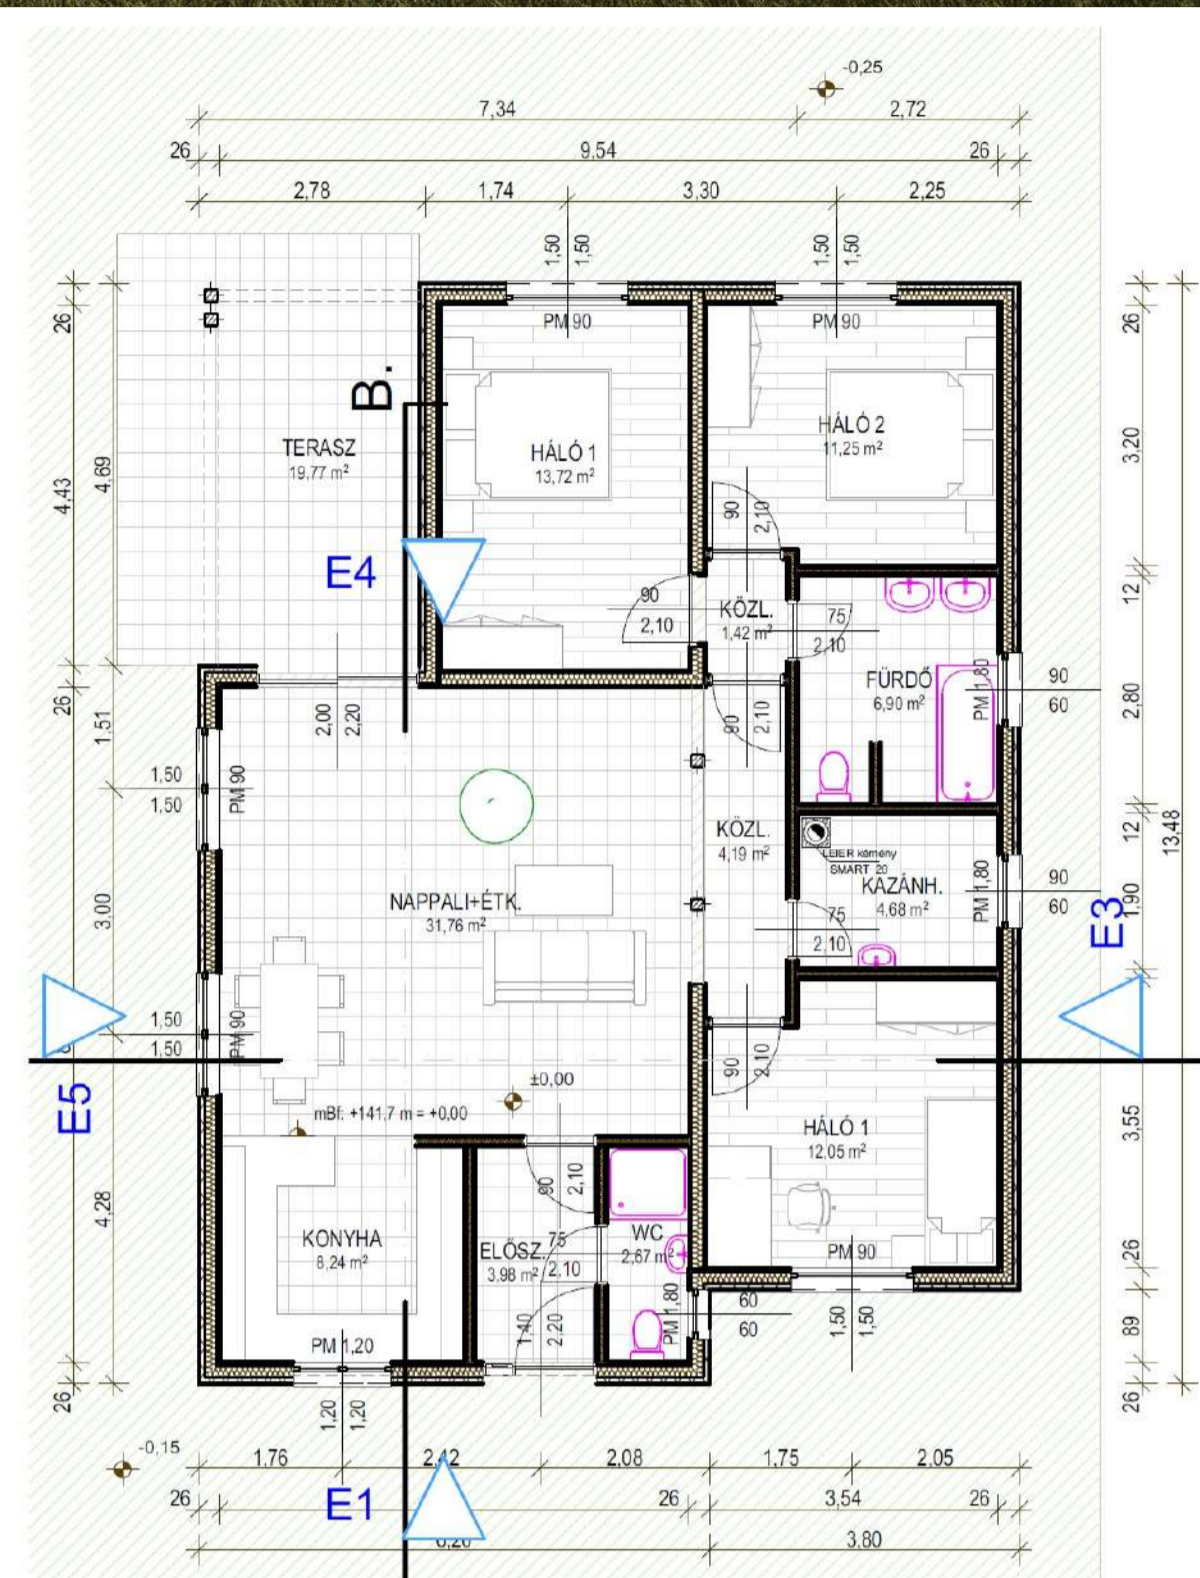 -0,25
7,34
2,72
26
9,54
26
2,78
1,74
3,30
2,25
1,50
1,50
1,50
1,50
26
26
PM 90
PM 90
B.
TERASZ
19,77 m²
HÁLÓ 1
13,72 m²
HÁLÓ 2
11,25 m²
4,43
4,69
3,20
90
2,10
E4
90
2,10
KÖZL.
1,42 m²
75
2,10
12
FÜRDŐ
6,90 m²
PM 1,80
90
60
2,80
26
1,51
2,00
2,20
90
2,10
1,50
1,50
PM 90
KÖZL.
4,19 m²
LEIER kémény
SMART 20
12
13,48
KAZÁNH.
4,68 m²
PM 1,80
90
60
1,90
E3
NAPPALI+ÉTK.
31,76 m²
3,00
75
2,10
1,50
1,50
PM 90
E5
±0,00
mBf: +141,7 m = +0,00
90
2,10
HÁLÓ 1
12,05 m²
3,55
4,28
90
2,10
KONYHA
8,24 m²
ELŐSZ.
3,98 m²
75
2,10
WC
2,67 m²
PM 90
26
PM 1,80
60
60
1,40
2,20
1,50
1,50
89
PM 1,20
26
1,20
1,20
26
-0,15
1,76
2,42
2,08
1,75
2,05
26
E1
26
3,54
26
6,20
3,80